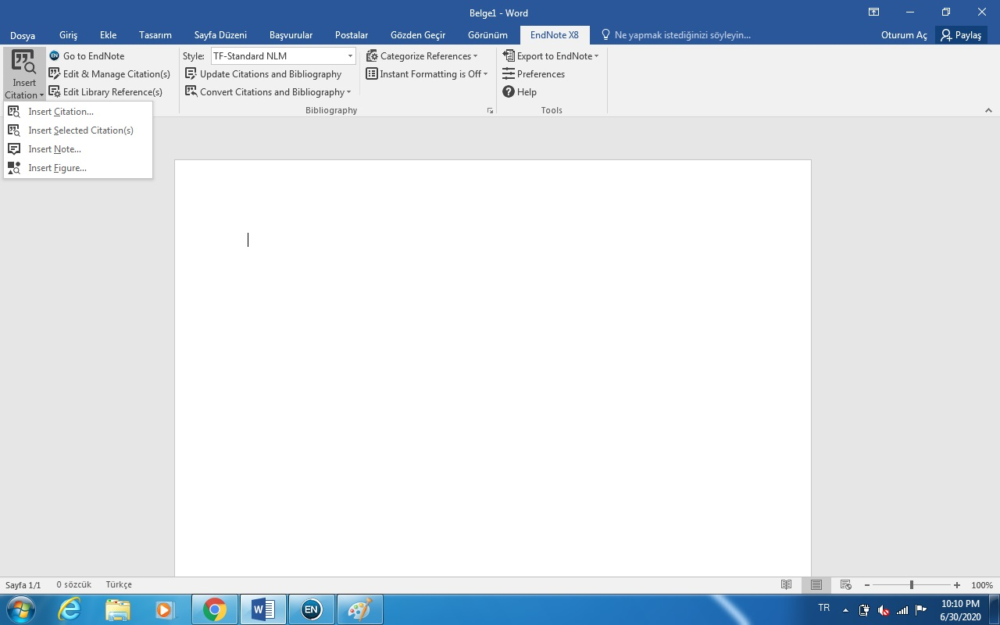 Belge1 - Word
Dosya Giriş Ekle Tasarım Sayfa Düzeni Başvurular Postalar Gözden Geçir Görünüm EndNote X8 Ne yapmak istediğinizi söyleyin... Oturum Aç Paylaş
Insert Citation
Go to EndNote
Edit & Manage Citation(s)
Edit Library Reference(s)
Style: TF-Standard NLM
Update Citations and Bibliography
Convert Citations and Bibliography
Categorize References
Instant Formatting is Off
Bibliography
Export to EndNote
Preferences
Help
Tools
Insert Citation...
Insert Selected Citation(s)
Insert Note...
Insert Figure...
Sayfa 1/1 0 sözcük Türkçe 100%
W EN TR 10:10 PM
6/30/2020